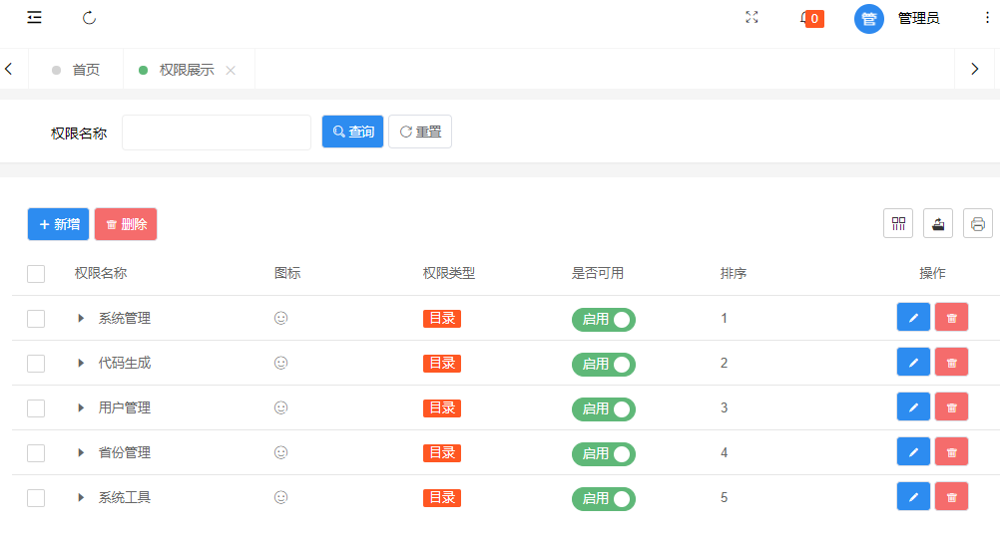 0 管 管理员
首页 权限展示
权限名称 查询 重置
新增 删除
权限名称 图标 权限类型 是否可用 排序 操作
系统管理 目录 启用 1
代码生成 目录 启用 2
用户管理 目录 启用 3
省份管理 目录 启用 4
系统工具 目录 启用 5